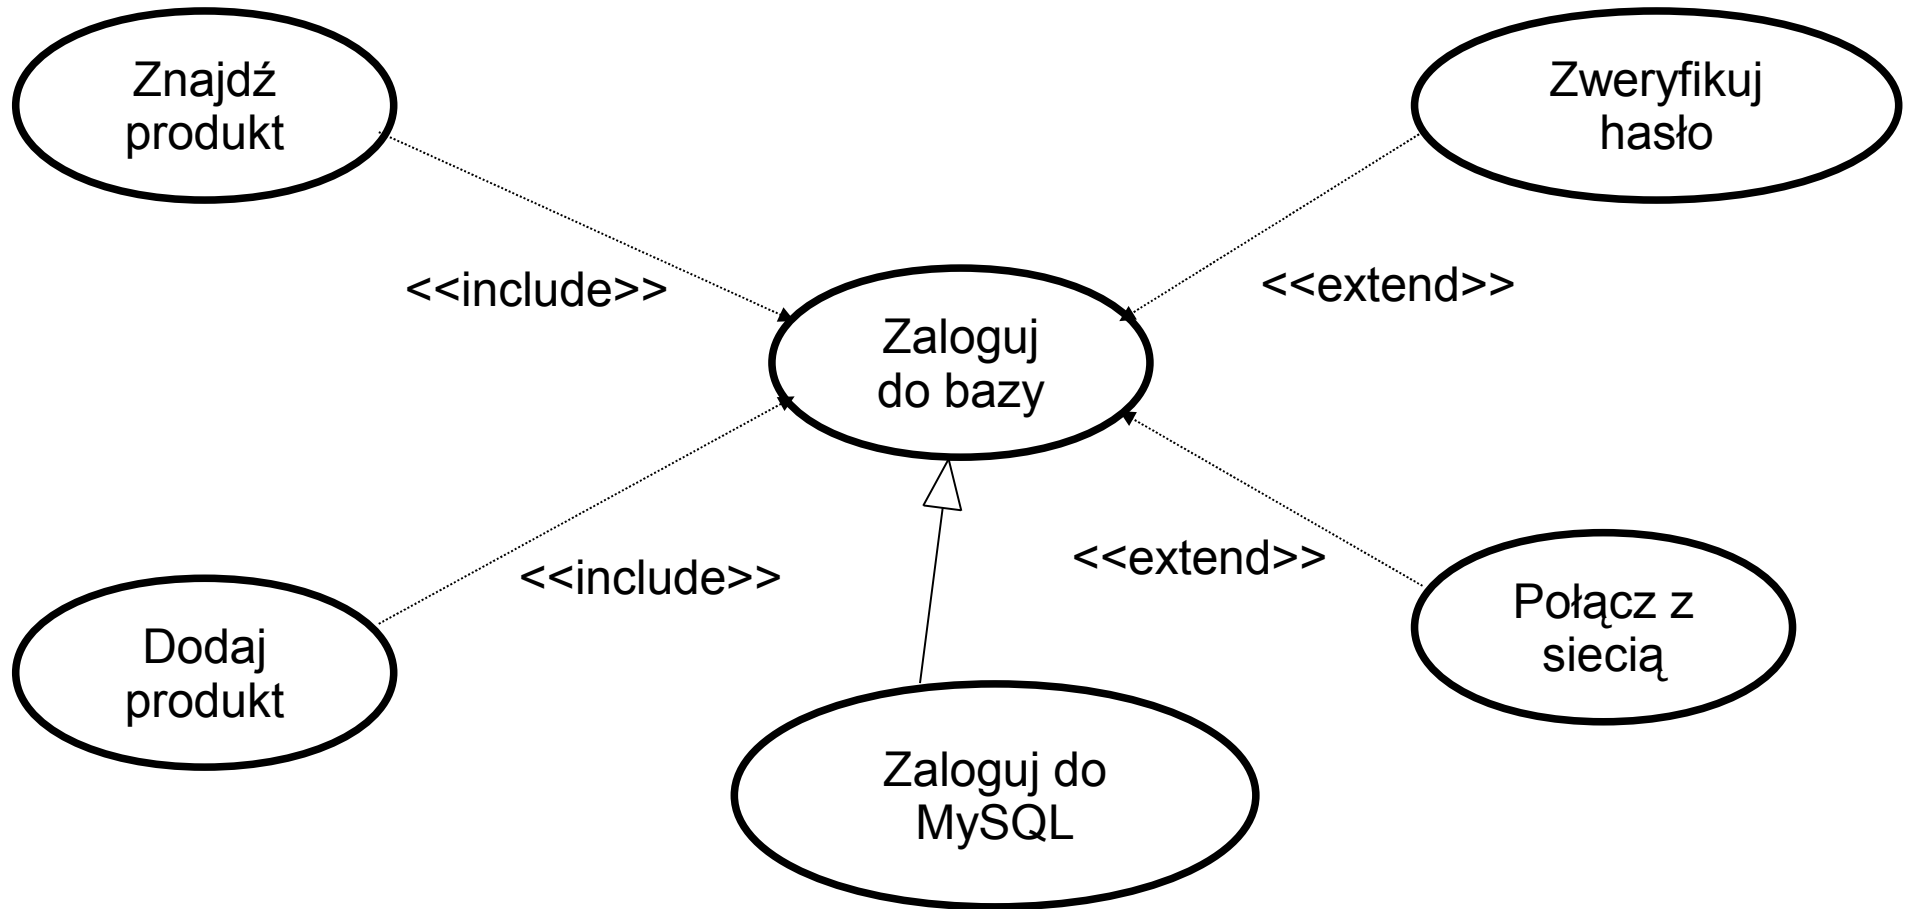 Znajdź
produkt
Zweryfikuj
hasło
<<include>>
<<extend>>
Zaloguj
do bazy
<<include>>
<<extend>>
Dodaj
produkt
Połącz z
siecią
Zaloguj do
MySQL